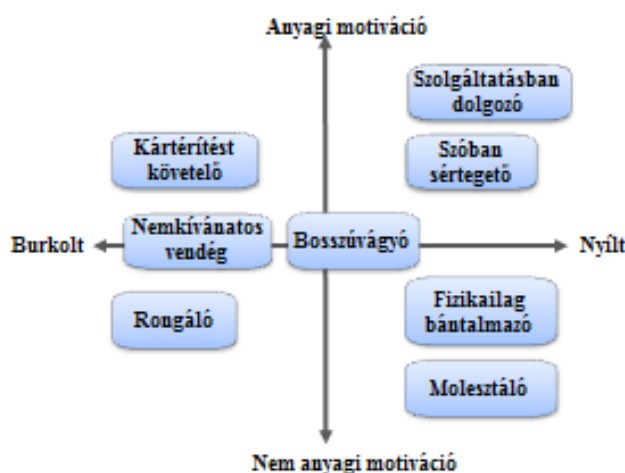 Anyagi motiváció
Szolgáltatásban
dolgozó
Kártérítést
követelő
Szóban
sértegető
Burkolt
Nemkívánatos
vendég
Bosszúvágyó
Nyílt
Rongáló
Fizikailag
bántalmazó
Molesztáló
Nem anyagi motiváció